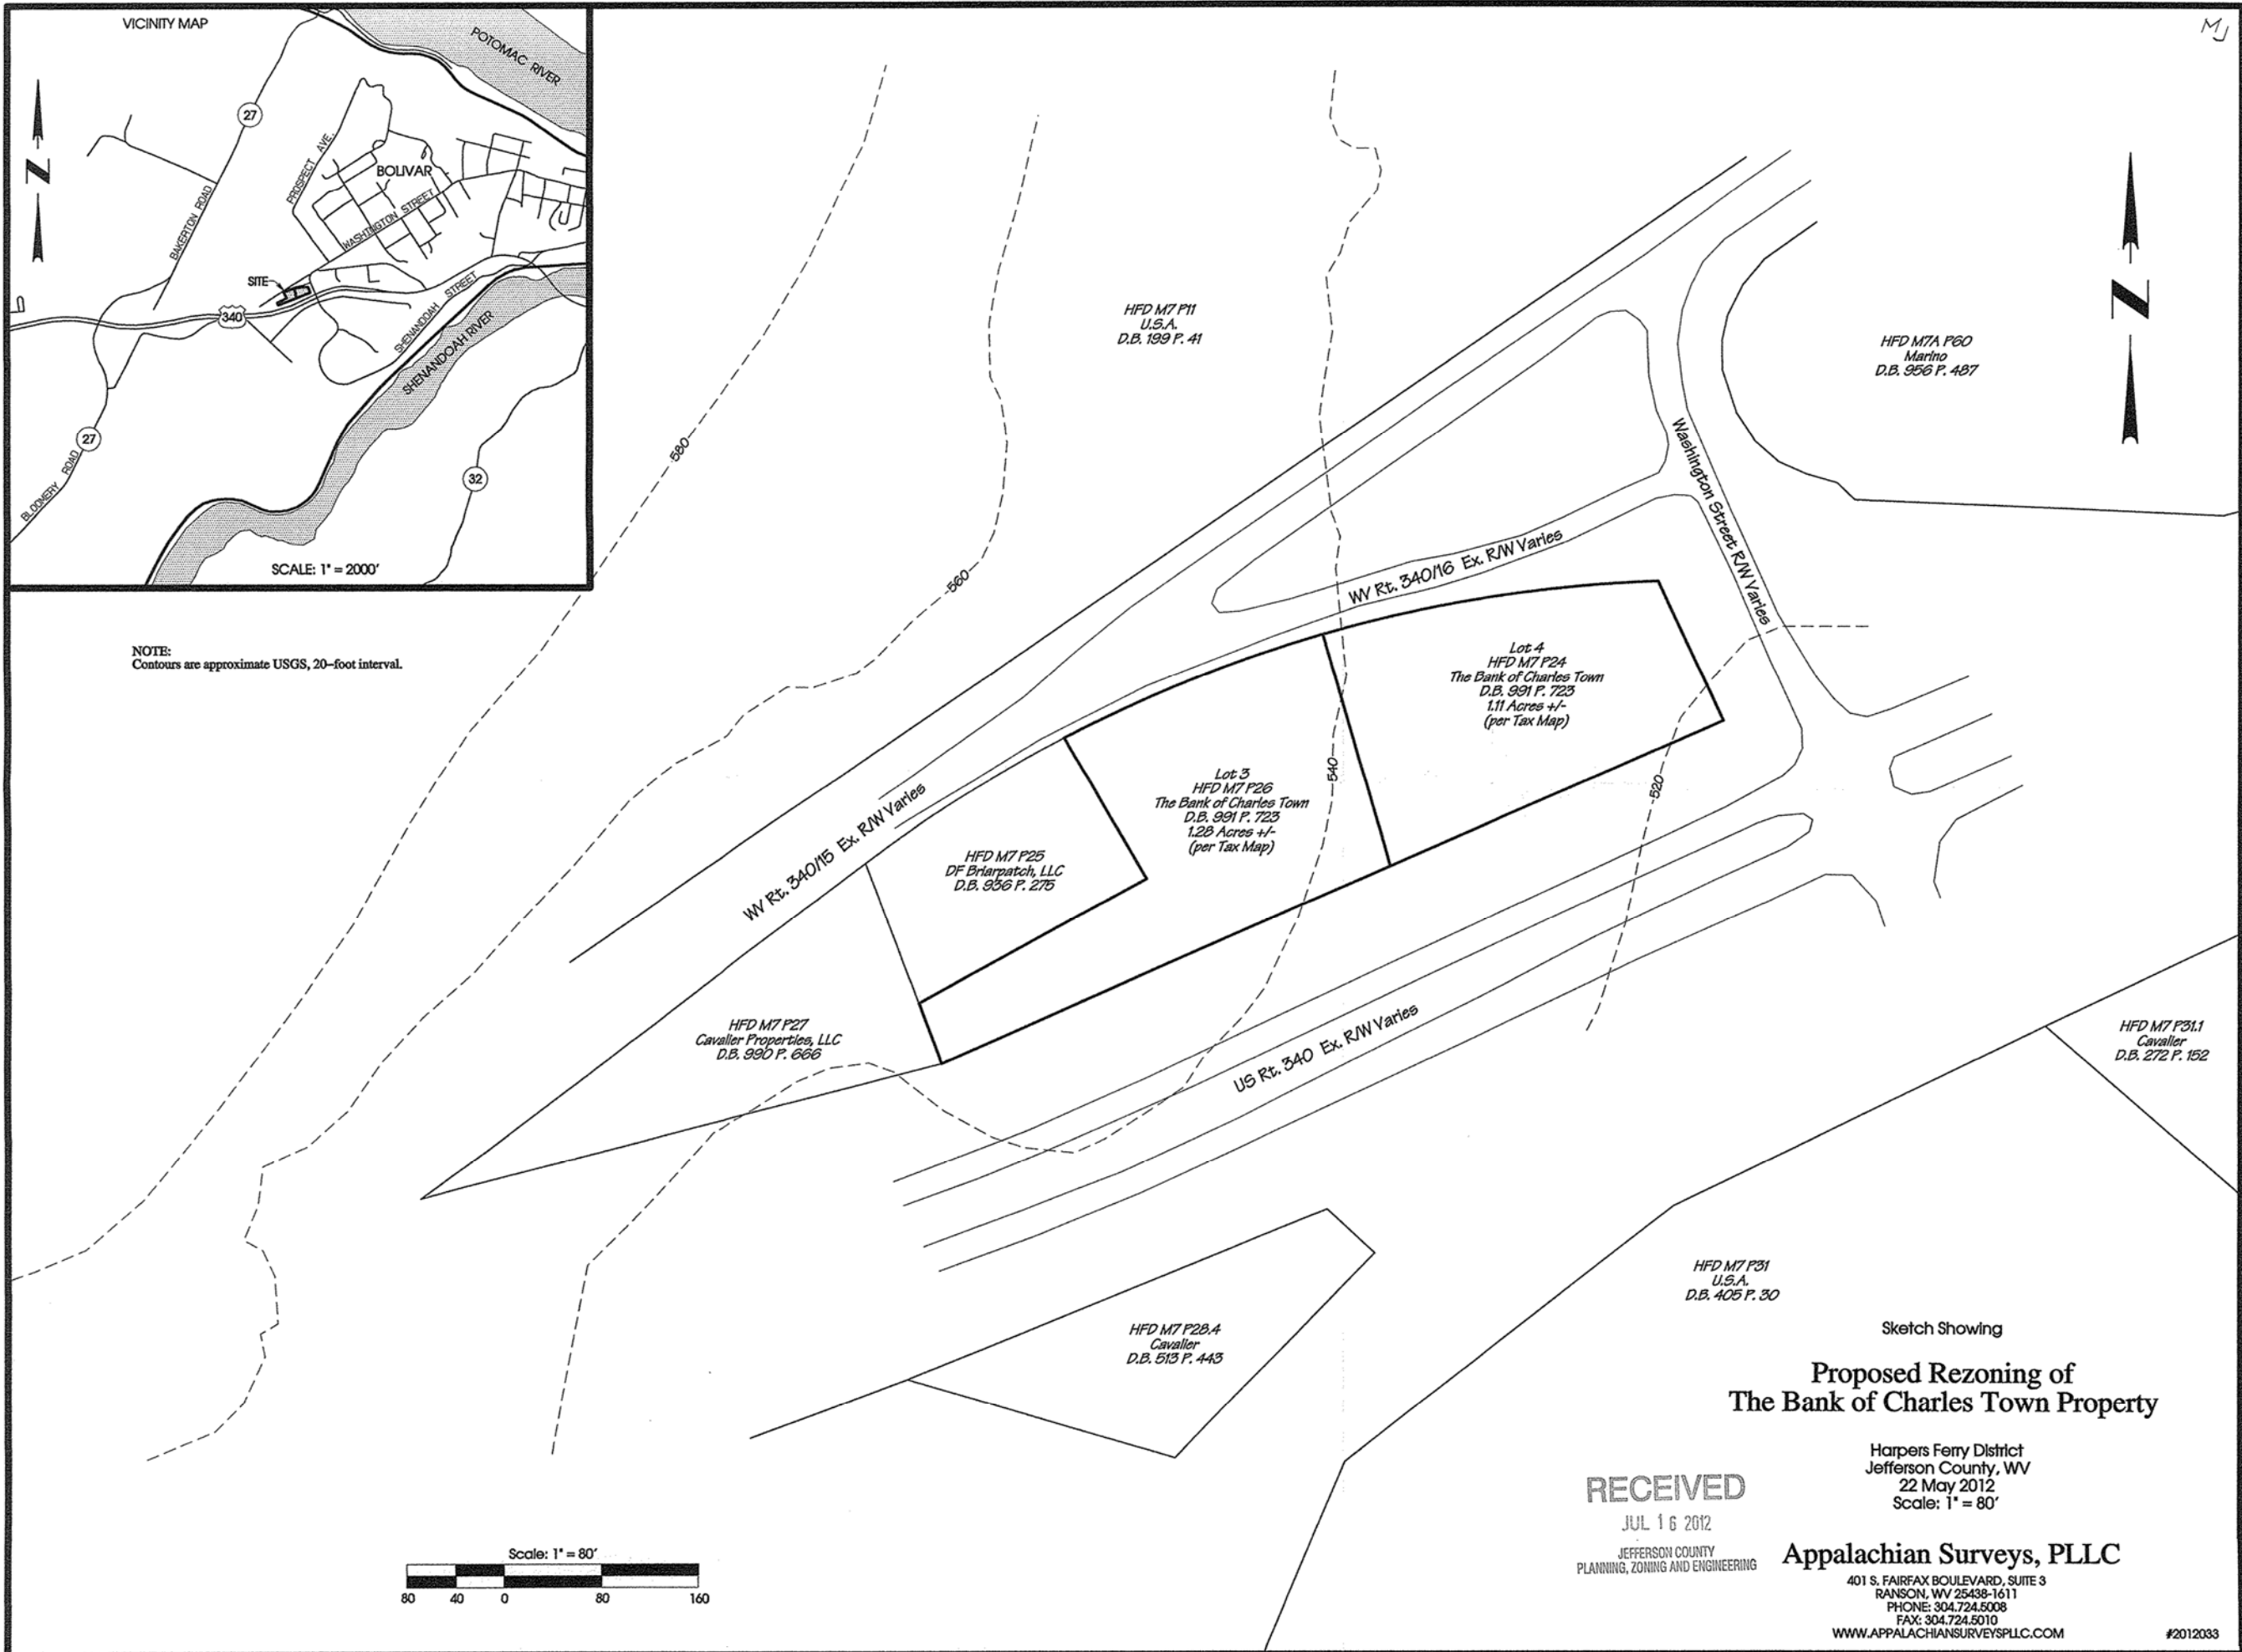 VICINITY MAP
POTOMAC RIVER
27
PROSPECT AVE.
BOLIVAR
BAKERTON ROAD
WASHINGTON STREET
SITE
340
SHENANDOAH STREET
SHENANDOAH RIVER
27
BLOOMERY ROAD
32
N
SCALE: 1" = 2000'
MJ
N
NOTE:
Contours are approximate USGS, 20-foot interval.
HFD M7 P11
U.S.A.
D.B. 199 P. 41
HFD M7A P60
Marino
D.B. 956 P. 487
580
560
Washington Street R/W Varies
WV Rt. 340/16 Ex. R/W Varies
Lot 4
HFD M7 P24
The Bank of Charles Town
D.B. 991 P. 723
1.11 Acres +/-
(per Tax Map)
540
520
Lot 3
HFD M7 P26
The Bank of Charles Town
D.B. 991 P. 723
1.28 Acres +/-
(per Tax Map)
WV Rt. 340/15 Ex. R/W Varies
HFD M7 P25
DF Briarpatch, LLC
D.B. 936 P. 275
HFD M7 P27
Cavalier Properties, LLC
D.B. 990 P. 666
US Rt. 340 Ex. R/W Varies
HFD M7 P31.1
Cavalier
D.B. 272 P. 152
HFD M7 P31
U.S.A.
D.B. 405 P. 30
HFD M7 P28.4
Cavalier
D.B. 513 P. 443
Sketch Showing
Proposed Rezoning of
The Bank of Charles Town Property
Harpers Ferry District
Jefferson County, WV
22 May 2012
Scale: 1" = 80'
RECEIVED
JUL 16 2012
JEFFERSON COUNTY
PLANNING, ZONING AND ENGINEERING
Appalachian Surveys, PLLC
401 S. FAIRFAX BOULEVARD, SUITE 3
RANSON, WV 25438-1611
PHONE: 304.724.5008
FAX: 304.724.5010
WWW.APPALACHIANSURVEYSPLLC.COM
#2012033
Scale: 1" = 80'
80 40 0 80 160